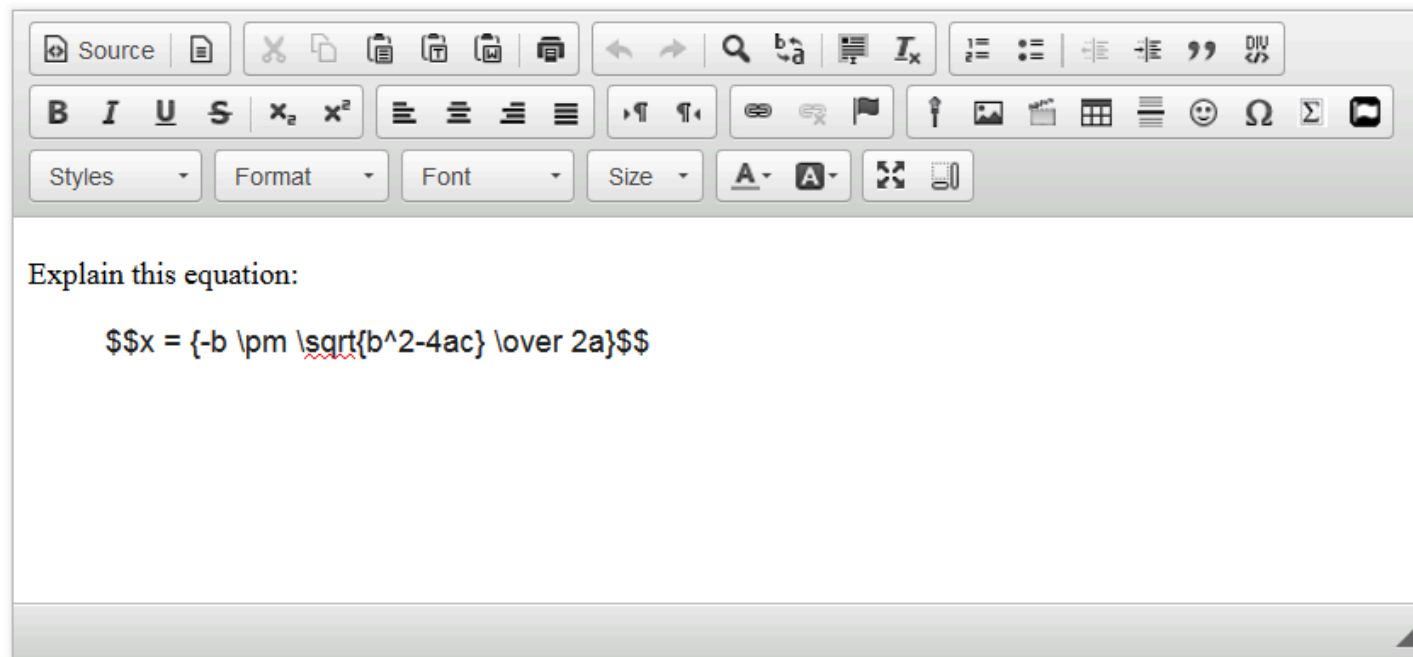 Source
Styles Format Font Size
Explain this equation:
$$x = {-b \pm \sqrt{b^2-4ac} \over 2a}$$